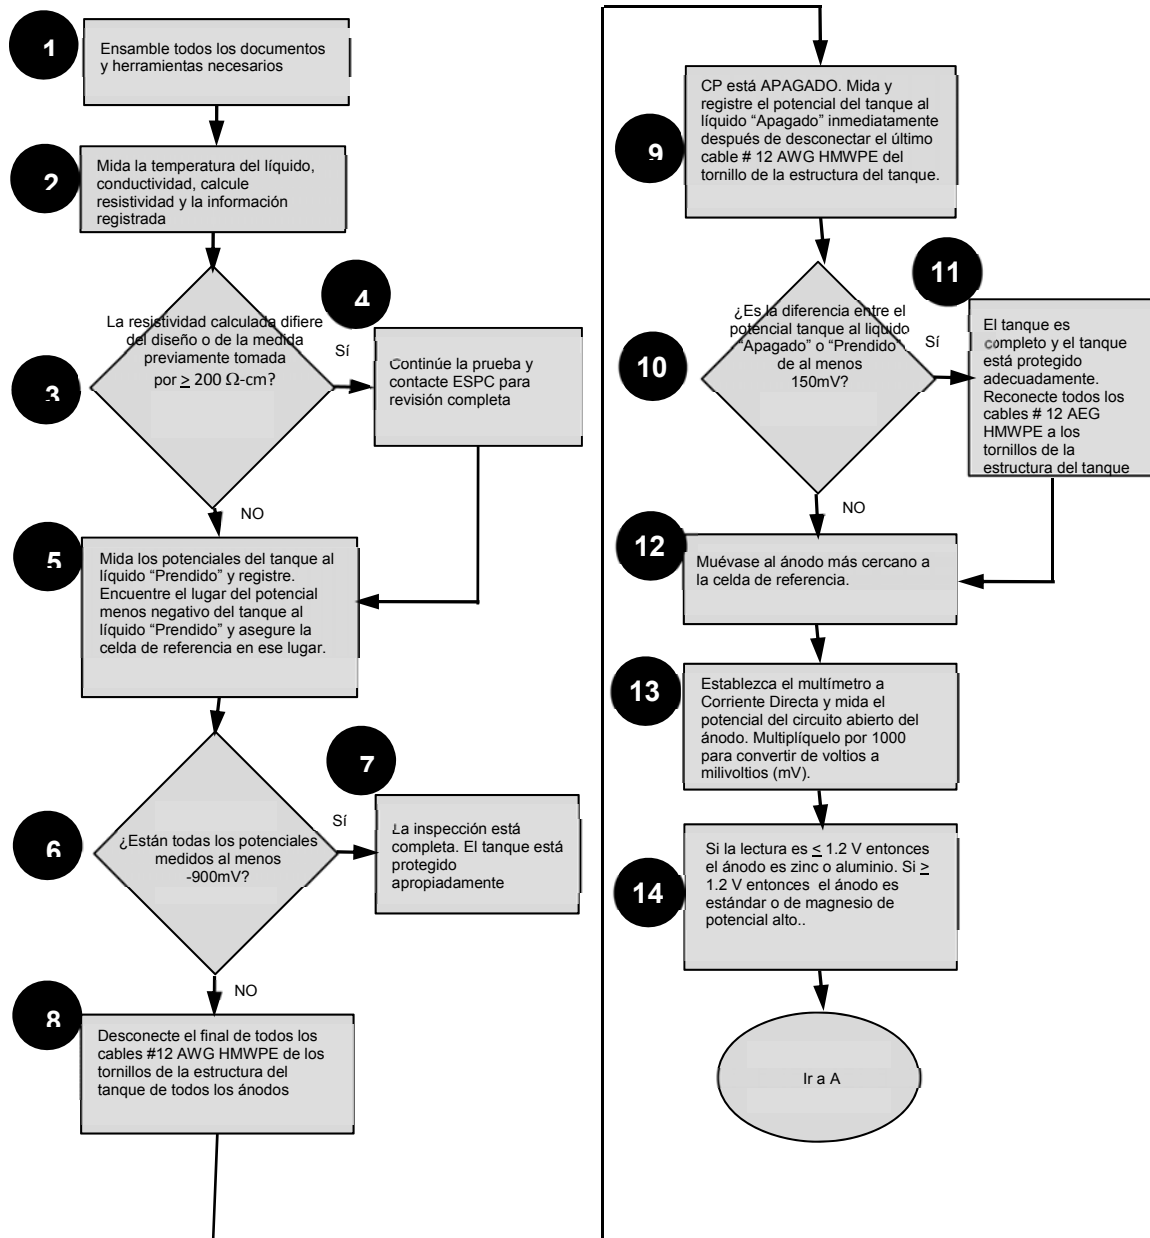 1
Ensamble todos los documentos
y herramientas necesarios
2
Mida la temperatura del líquido,
conductividad, calcule
resistividad y la información
registrada
3
La resistividad calculada difiere
del diseño o de la medida
previamente tomada
por ≥ 200 Ω-cm?
Sí
4
Continúe la prueba y
contacte ESPC para
revisión completa
NO
5
Mida los potenciales del tanque al
líquido “Prendido” y registre.
Encuentre el lugar del potencial
menos negativo del tanque al
líquido “Prendido” y asegure la
celda de referencia en ese lugar.
6
¿Están todas los potenciales
medidos al menos
-900mV?
Sí
7
La inspección está
completa. El tanque está
protegido
apropiadamente
NO
8
Desconecte el final de todos los
cables #12 AWG HMWPE de los
tornillos de la estructura del
tanque de todos los ánodos
9
CP está APAGADO. Mida y
registre el potencial del tanque al
líquido “Apagado” inmediatamente
después de desconectar el último
cable # 12 AWG HMWPE del
tornillo de la estructura del tanque.
10
¿Es la diferencia entre el
potencial tanque al liquido
“Apagado” o “Prendido”
de al menos
150mV?
Sí
11
El tanque es
completo y el tanque
está protegido
adecuadamente.
Reconecte todos los
cables # 12 AEG
HMWPE a los
tornillos de la
estructura del tanque
NO
12
Muévase al ánodo más cercano a
la celda de referencia.
13
Establezca el multímetro a
Corriente Directa y mida el
potencial del circuito abierto del
ánodo. Multiplíquelo por 1000
para convertir de voltios a
milivoltios (mV).
14
Si la lectura es ≤ 1.2 V entonces
el ánodo es zinc o aluminio. Si ≥
1.2 V entonces el ánodo es
estándar o de magnesio de
potencial alto..
Ir a A